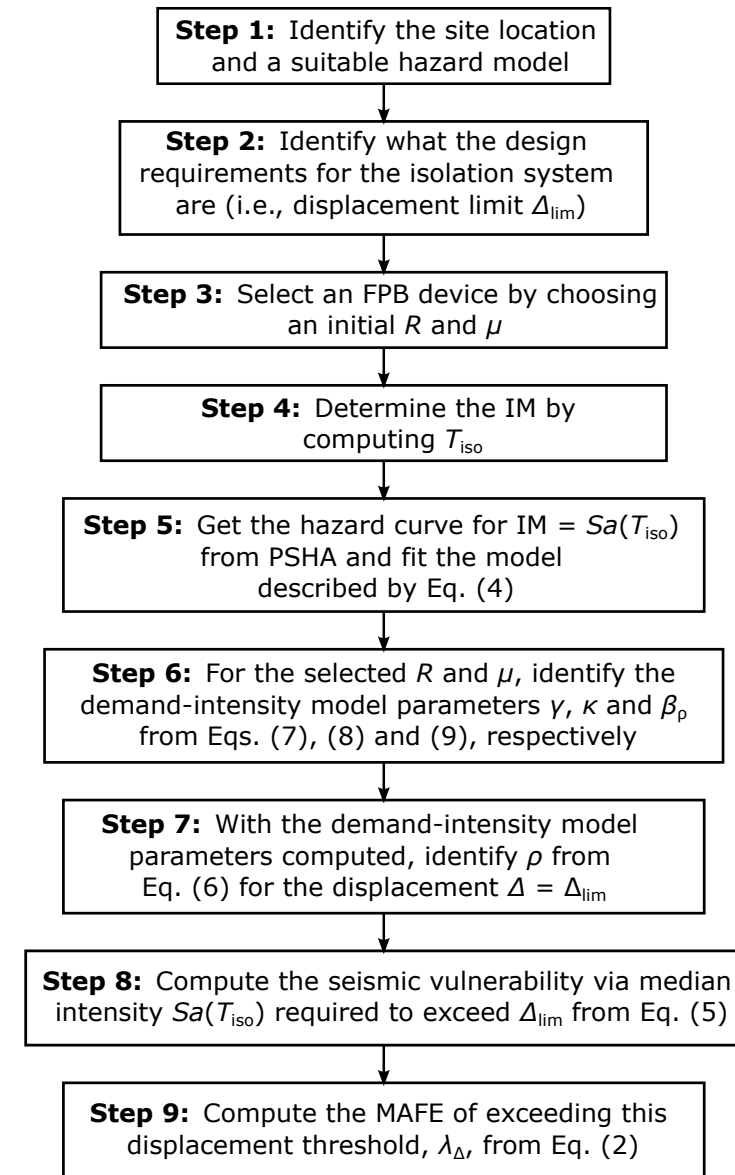 Step 1: Identify the site location
and a suitable hazard model
Step 2: Identify what the design
requirements for the isolation system
are (i.e., displacement limit Δlim)
Step 3: Select an FPB device by choosing
an initial R and μ
Step 4: Determine the IM by
computing Tiso
Step 5: Get the hazard curve for IM = Sa(Tiso)
from PSHA and fit the model
described by Eq. (4)
Step 6: For the selected R and μ, identify the
demand-intensity model parameters γ, κ and βρ
from Eqs. (7), (8) and (9), respectively
Step 7: With the demand-intensity model
parameters computed, identify ρ from
Eq. (6) for the displacement Δ = Δlim
Step 8: Compute the seismic vulnerability via median
intensity Sa(Tiso) required to exceed Δlim from Eq. (5)
Step 9: Compute the MAFE of exceeding this
displacement threshold, λΔ, from Eq. (2)